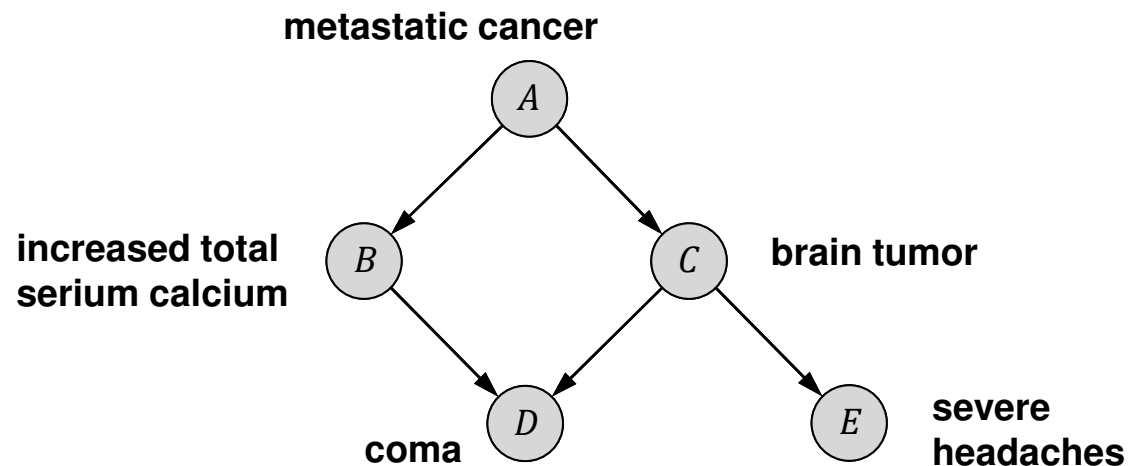 metastatic cancer
A
increased total
serium calcium
B
C
brain tumor
coma
D
E
severe
headaches